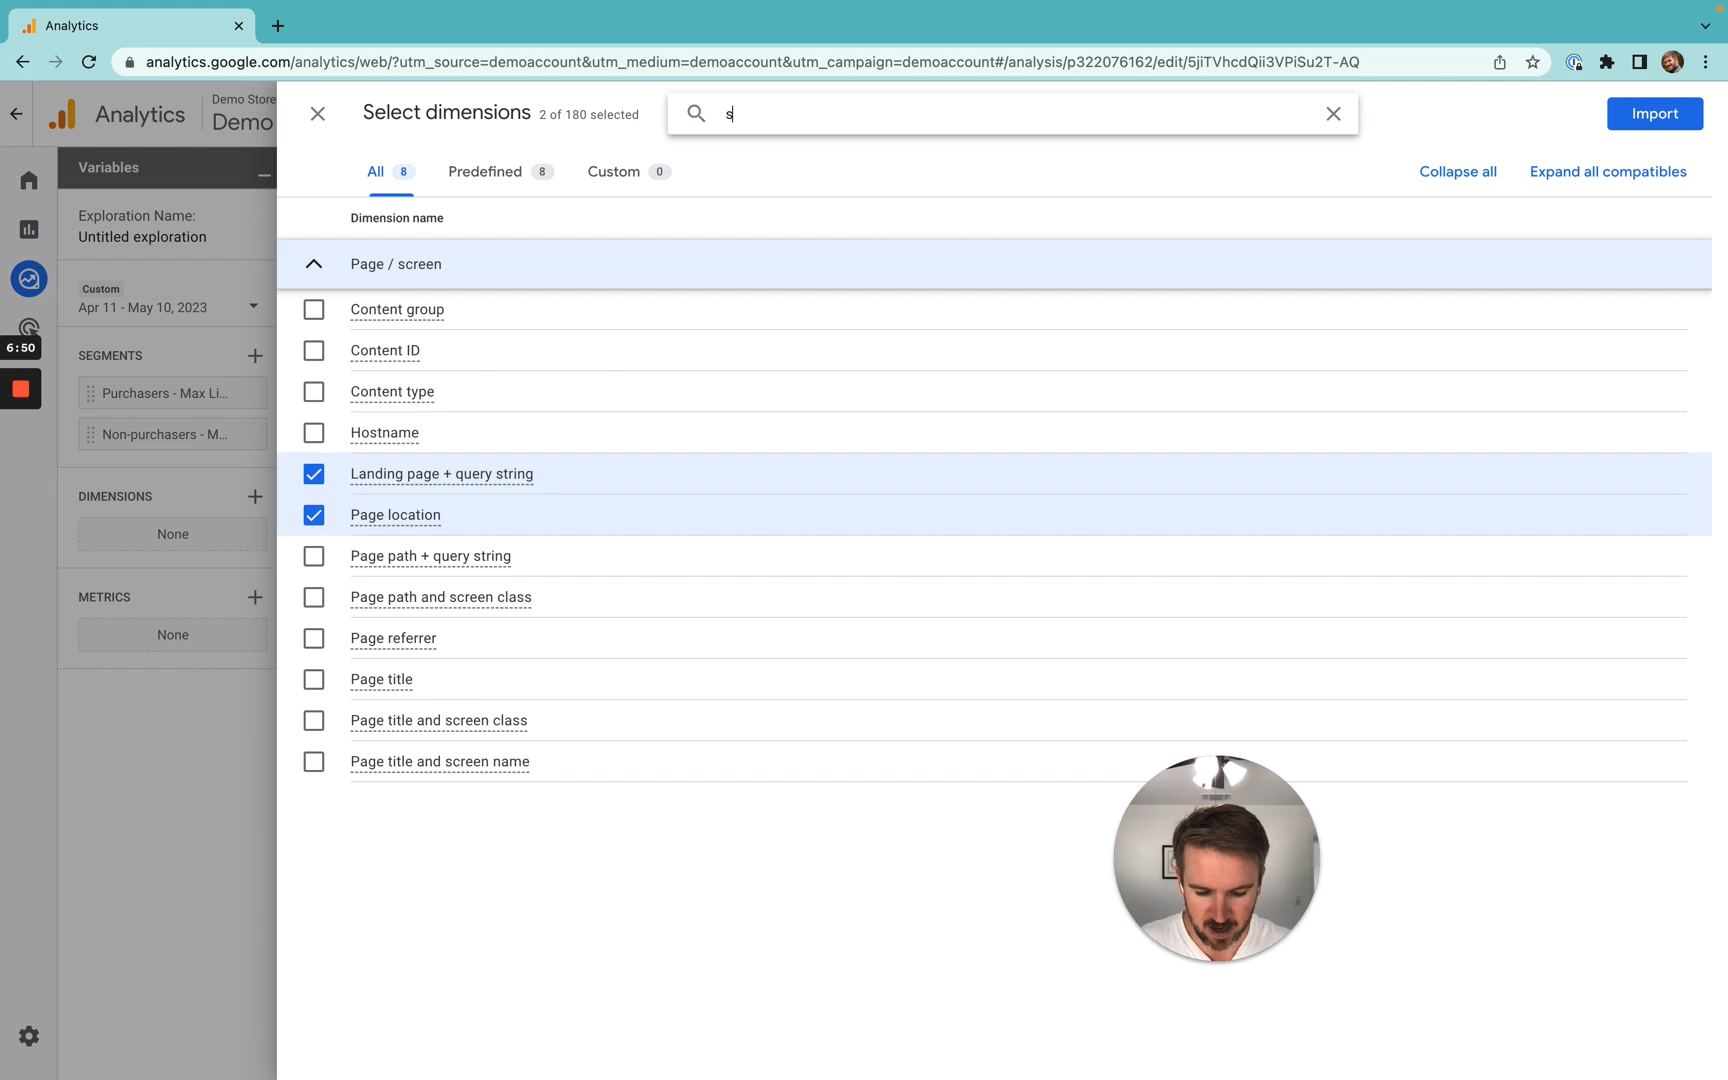 Analytics
analytics.google.com/analytics/web/?utm_source=demoaccount&utm_medium=demoaccount&utm_campaign=demoaccount#/analysis/p322076162/edit/5jiTVhcdQii3VPiSu2T-AQ
Analytics
Demo Store
Demo
Select dimensions 2 of 180 selected
s
Import
Variables
All 8
Predefined 8
Custom 0
Collapse all
Expand all compatibles
Exploration Name:
Untitled exploration
Dimension name
Page / screen
Custom
Apr 11 - May 10, 2023
6:50
SEGMENTS
Purchasers - Max Li...
Non-purchasers - M...
DIMENSIONS
None
METRICS
None
Content group
Content ID
Content type
Hostname
Landing page + query string
Page location
Page path + query string
Page path and screen class
Page referrer
Page title
Page title and screen class
Page title and screen name